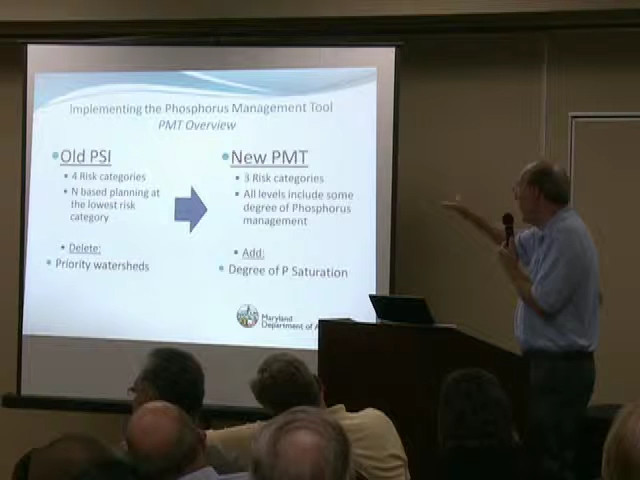 Implementing the Phosphorus Management Tool
PMT Overview
Old PSI
4 Risk categories
N based planning at
the lowest risk
category
Delete:
Priority watersheds
New PMT
3 Risk categories
All levels include some
degree of Phosphorus
management
Add:
Degree of P Saturation
Maryland
Department of A